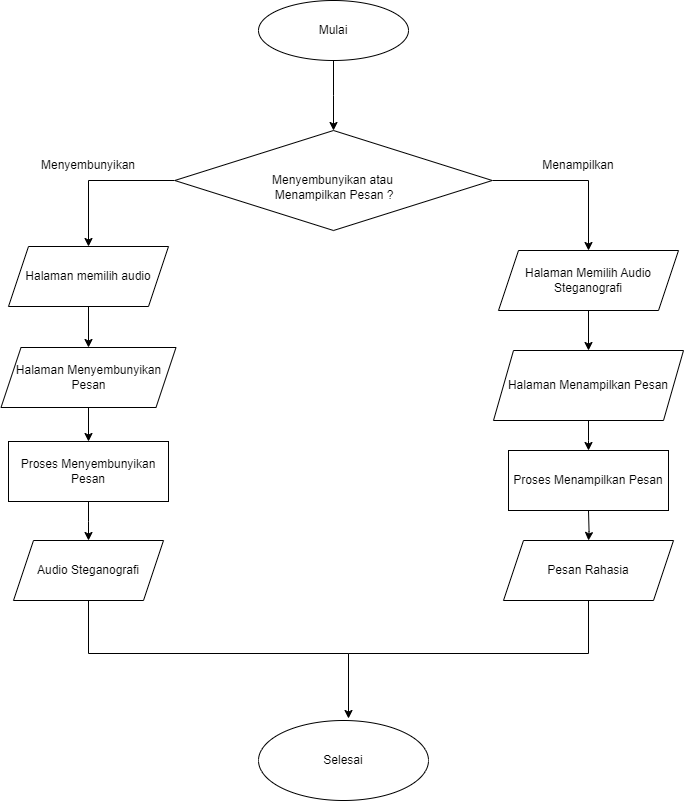 Mulai
Menyembunyikan
Menampilkan
Menyembunyikan atau
Menampilkan Pesan ?
Halaman memilih audio
Halaman Memilih Audio
Steganografi
Halaman Menyembunyikan
Pesan
Halaman Menampilkan Pesan
Proses Menyembunyikan
Pesan
Proses Menampilkan Pesan
Audio Steganografi
Pesan Rahasia
Selesai